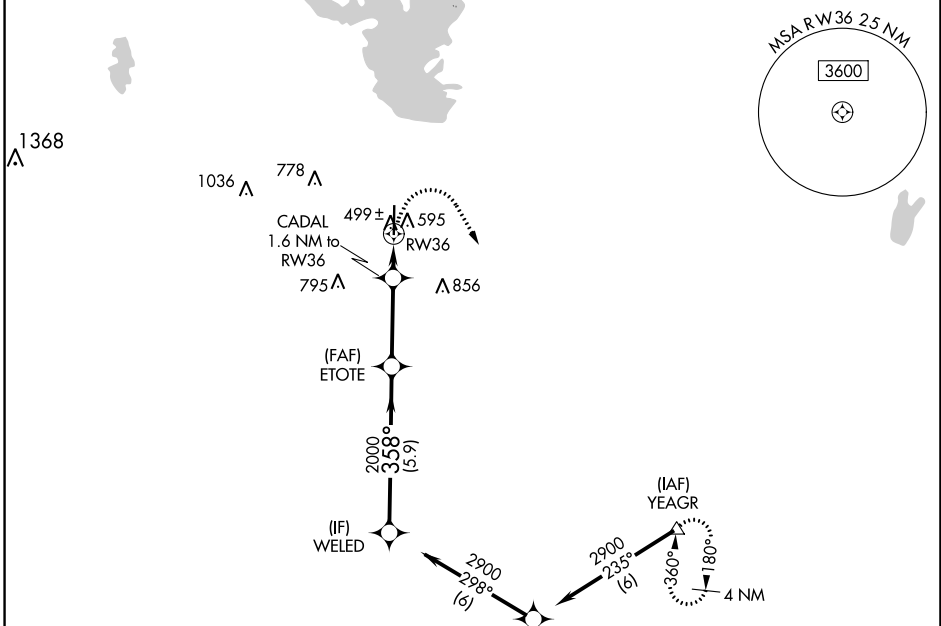 MSA RW36 25 NM
3600
1368
1036
778
499±
595
CADAL
1.6 NM to
RW36
RW36
795
856
(FAF)
ETOTE
2000
358°
(5.9)
(IF)
WELED
(IAF)
YEAGR
2900
298°
(6)
2900
235°
(6)
360°
180°
4 NM